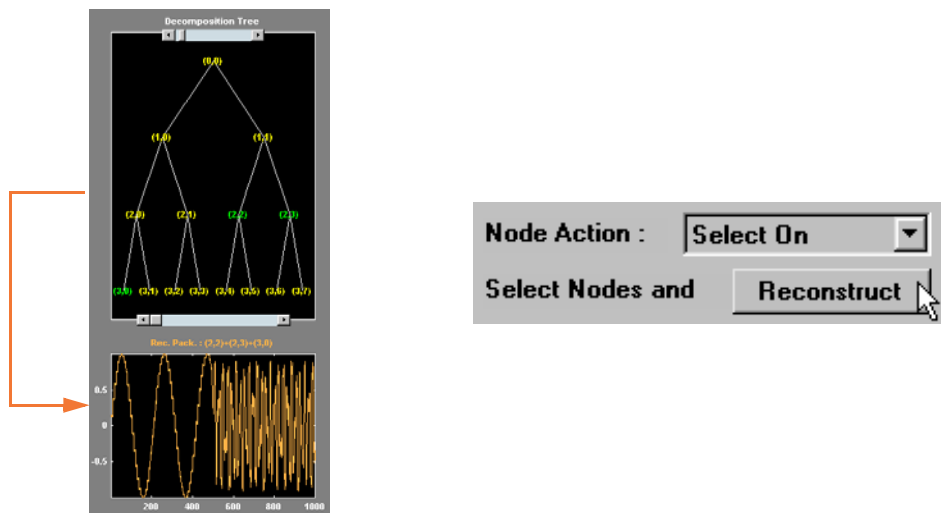 Decomposition Tree
(0,0)
(1,0) (1,1)
(2,0) (2,1) (2,2) (2,3)
(3,0) (3,1) (3,2) (3,3) (3,4) (3,5) (3,6) (3,7)
Rec. Pack. : (2,2)+(2,3)+(3,0)
0.5
0
-0.5
200 400 600 800 1000
Node Action : Select On
Select Nodes and Reconstruct